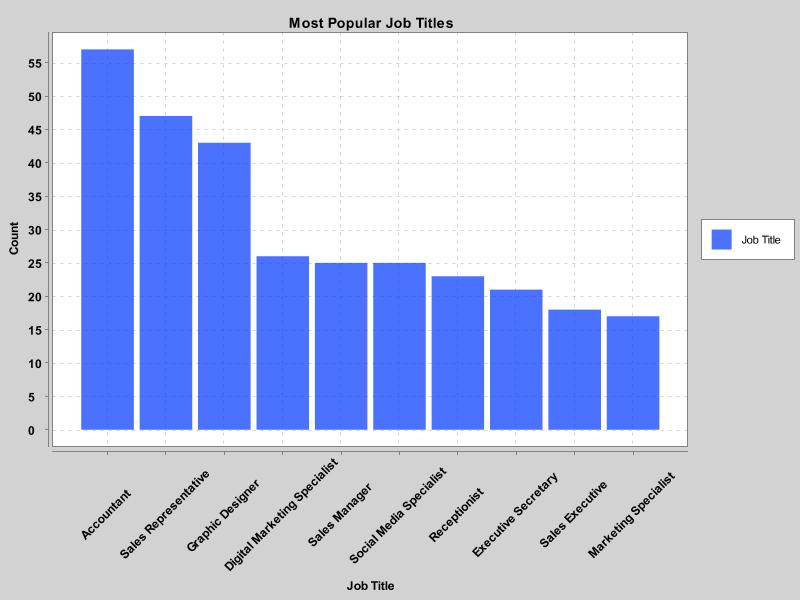 Most Popular Job Titles
Count
55
50
45
40
35
30
25
20
15
10
5
0
Accountant
Sales Representative
Graphic Designer
Digital Marketing Specialist
Sales Manager
Social Media Specialist
Receptionist
Executive Secretary
Sales Executive
Marketing Specialist
Job Title
Job Title